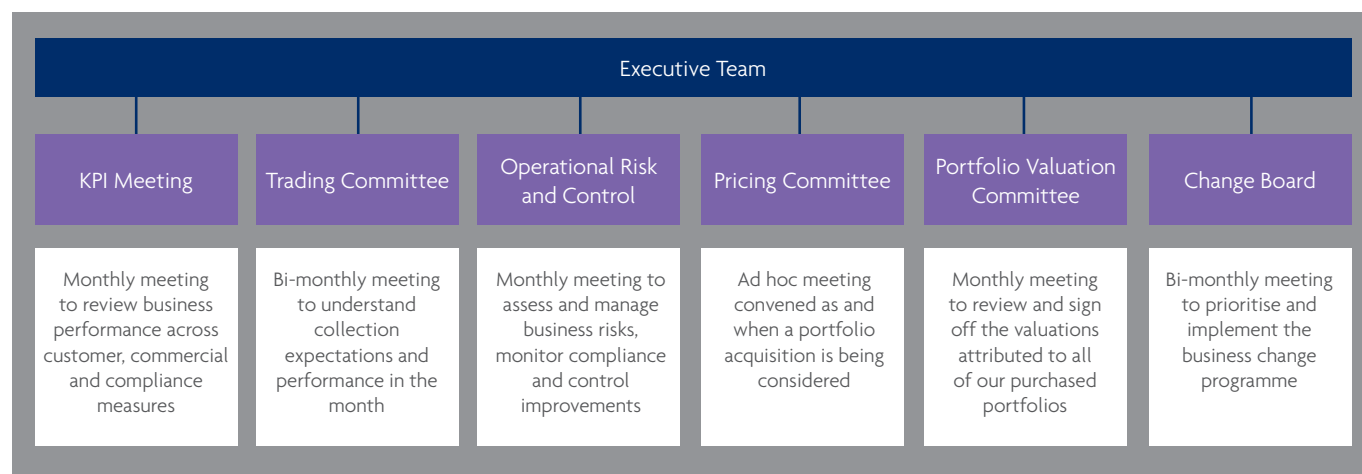 Executive Team
KPI Meeting
Trading Committee
Operational Risk
and Control
Pricing Committee
Portfolio Valuation
Committee
Change Board
Monthly meeting
to review business
performance across
customer, commercial
and compliance
measures
Bi-monthly meeting
to understand
collection
expectations and
performance in the
month
Monthly meeting to
assess and manage
business risks,
monitor compliance
and control
improvements
Ad hoc meeting
convened as and
when a portfolio
acquisition is being
considered
Monthly meeting
to review and sign
off the valuations
attributed to all
of our purchased
portfolios
Bi-monthly meeting
to prioritise and
implement the
business change
programme